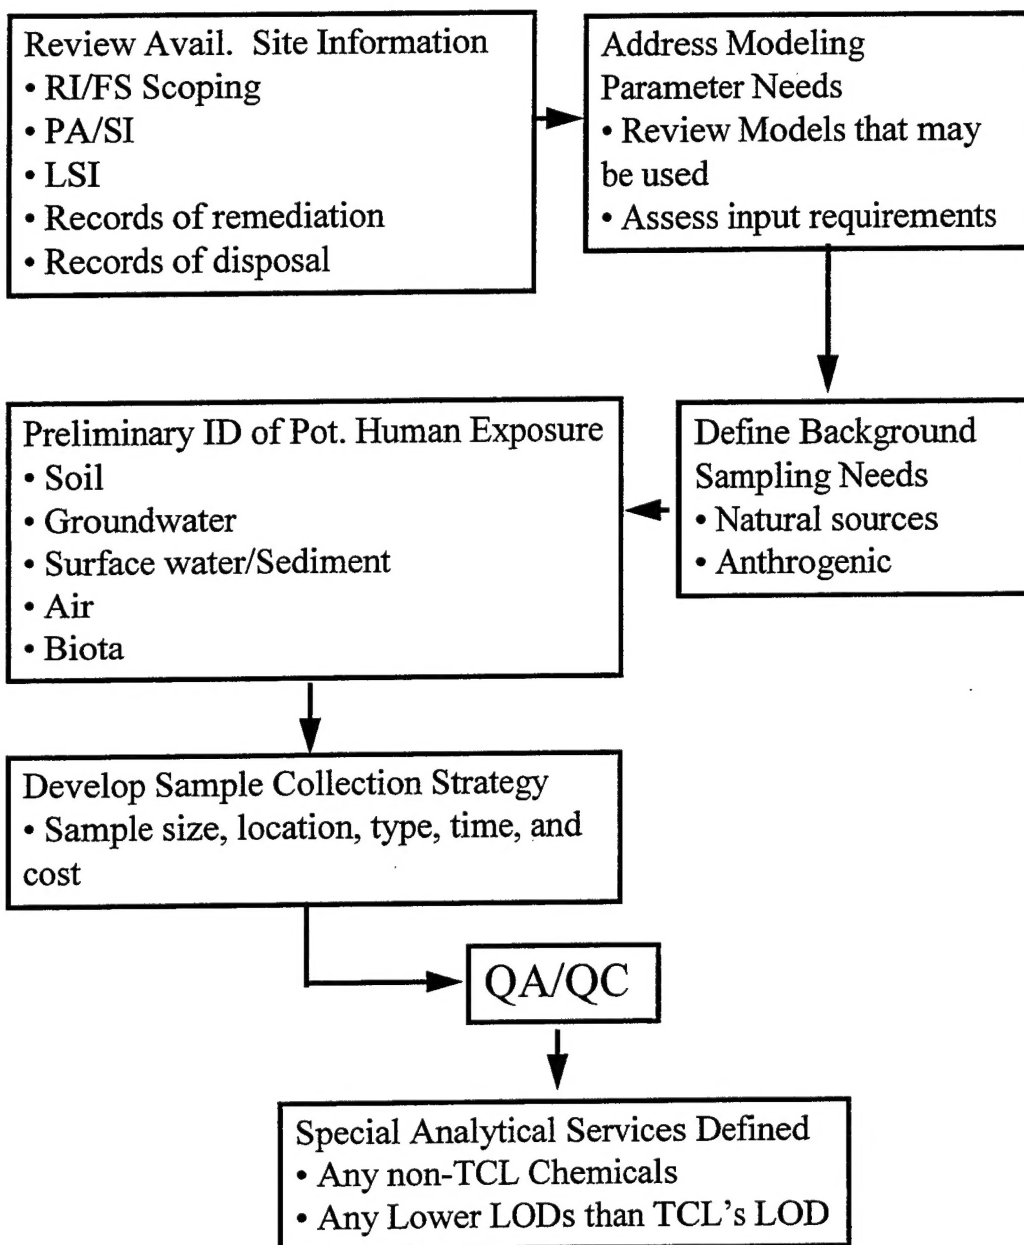 Review Avail. Site Information
• RI/FS Scoping
• PA/SI
• LSI
• Records of remediation
• Records of disposal
Address Modeling
Parameter Needs
• Review Models that may
be used
• Assess input requirements
Define Background
Sampling Needs
• Natural sources
• Anthrogenic
Preliminary ID of Pot. Human Exposure
• Soil
• Groundwater
• Surface water/Sediment
• Air
• Biota
Develop Sample Collection Strategy
• Sample size, location, type, time, and
cost
QA/QC
Special Analytical Services Defined
• Any non-TCL Chemicals
• Any Lower LODs than TCL's LOD